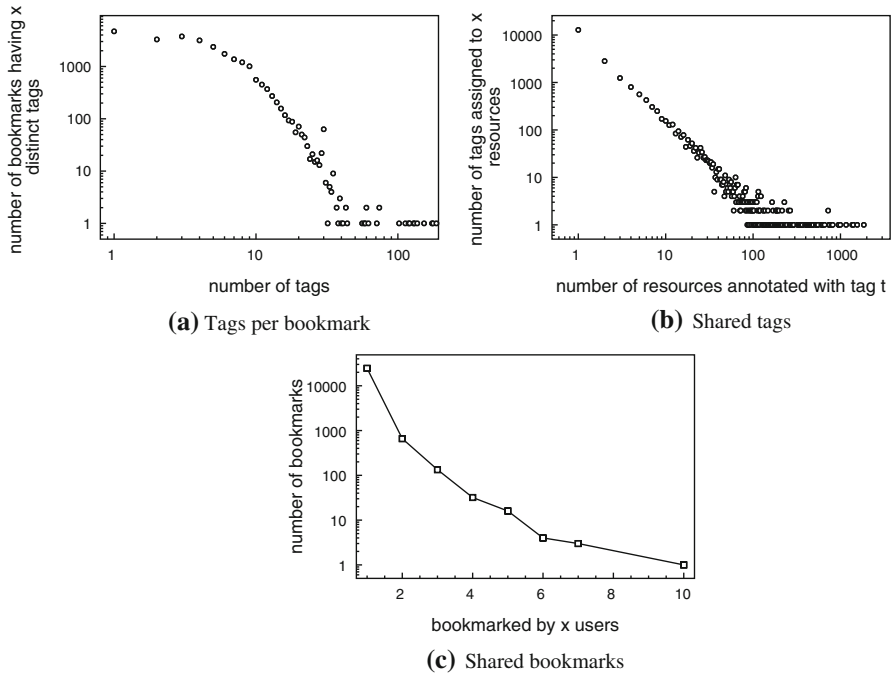 number of bookmarks having x
distinct tags
1000
100
10
1
1
10
100
number of tags
(a) Tags per bookmark
number of tags assigned to x
resources
10000
1000
100
10
1
1
10
100
1000
number of resources annotated with tag t
(b) Shared tags
number of bookmarks
10000
1000
100
10
1
2
4
6
8
10
bookmarked by x users
(c) Shared bookmarks